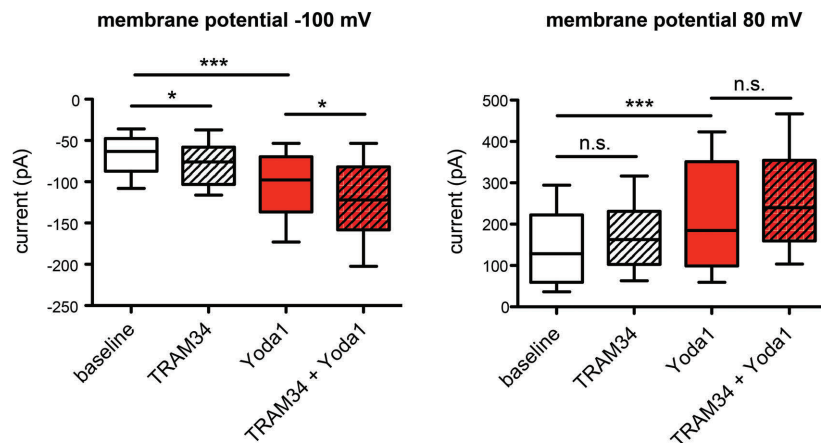 membrane potential -100 mV
***
*
*
current (pA)
0
-50
-100
-150
-200
-250
baseline
TRAM34
Yoda1
TRAM34 + Yoda1
membrane potential 80 mV
n.s.
***
n.s.
current (pA)
500
400
300
200
100
0
baseline
TRAM34
Yoda1
TRAM34 + Yoda1